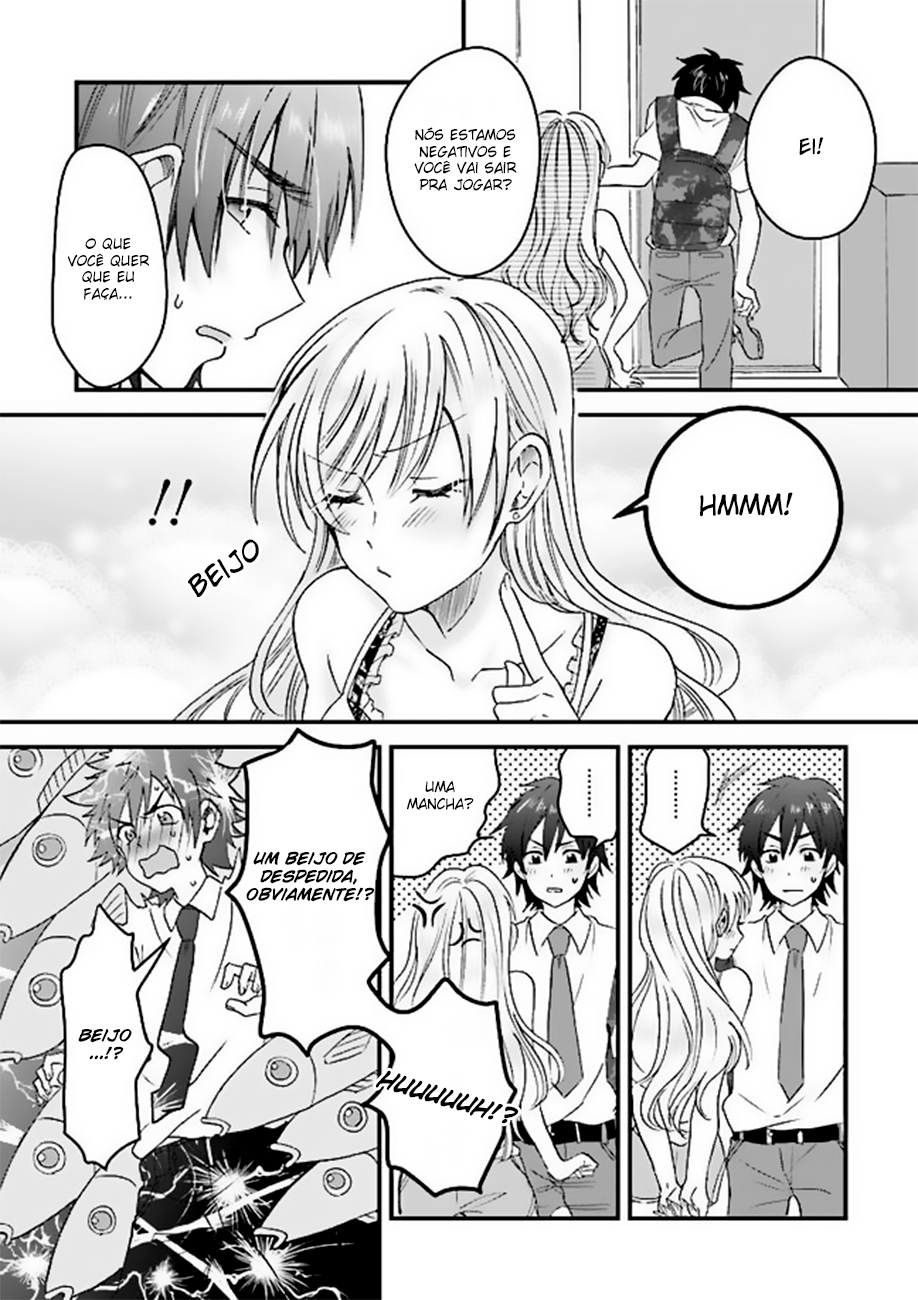 EI!
NÓS ESTAMOS
NEGATIVOS E
VOCÊ VAI SAIR
PRA JOGAR?
O QUE
VOCÊ QUER
QUE EU
FAÇA...
HMMM!
BEIJO
!!
..........
..........
UMA
MANCHA?
HUUUUUH!?
UM BEIJO DE
DESPEDIDA,
OBVIAMENTE!?
BEIJO
...!?